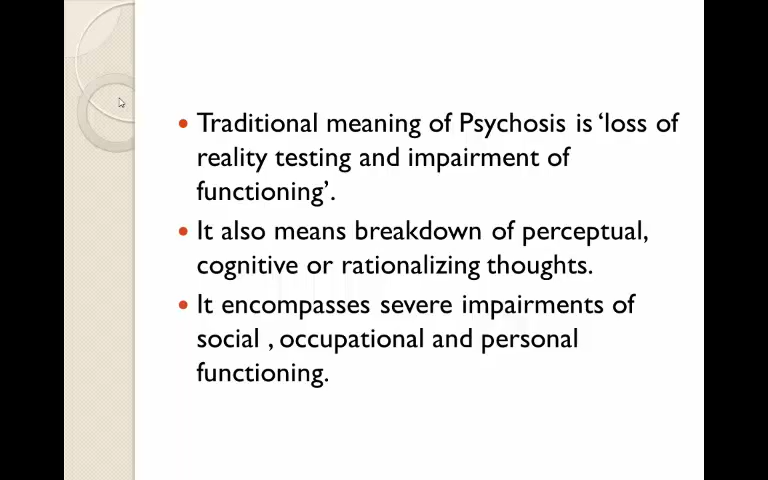 • Traditional meaning of Psychosis is ‘loss of
reality testing and impairment of
functioning’.
• It also means breakdown of perceptual,
cognitive or rationalizing thoughts.
• It encompasses severe impairments of
social , occupational and personal
functioning.